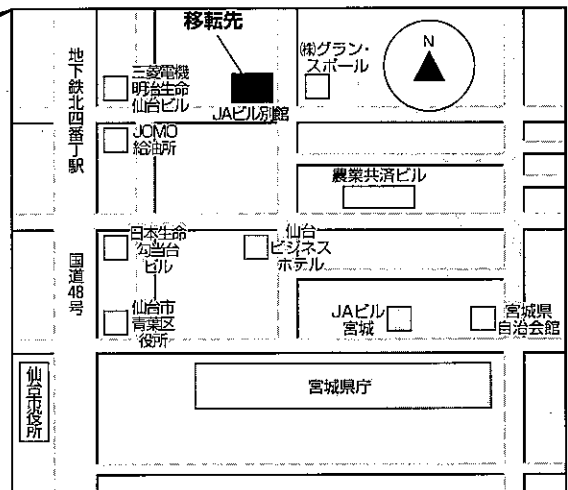 移転先
N
㈱グラン・
スポール
地下鉄北四番丁駅
三菱電機
明治生命
仙台ビル
JAビル別館
JOMO
給油所
農業共済ビル
国道48号
日本生命
勾当台
ビル
仙台
ビジネス
ホテル
仙台市
青葉区
役所
JAビル
宮城
宮城県
自治会館
仙台市役所
宮城県庁